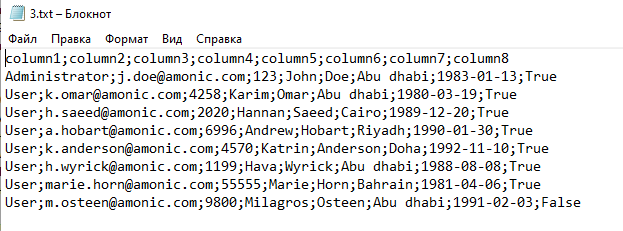 3.txt – Блокнот
Файл Правка Формат Вид Справка
column1;column2;column3;column4;column5;column6;column7;column8
Administrator;j.doe@amonic.com;123;John;Doe;Abu dhabi;1983-01-13;True
User;k.omar@amonic.com;4258;Karim;Omar;Abu dhabi;1980-03-19;True
User;h.saeed@amonic.com;2020;Hannan;Saeed;Cairo;1989-12-20;True
User;a.hobart@amonic.com;6996;Andrew;Hobart;Riyadh;1990-01-30;True
User;k.anderson@amonic.com;4570;Katrin;Anderson;Doha;1992-11-10;True
User;h.wyrick@amonic.com;1199;Hava;Wyrick;Abu dhabi;1988-08-08;True
User;marie.horn@amonic.com;55555;Marie;Horn;Bahrain;1981-04-06;True
User;m.osteen@amonic.com;9800;Milagros;Osteen;Abu dhabi;1991-02-03;False